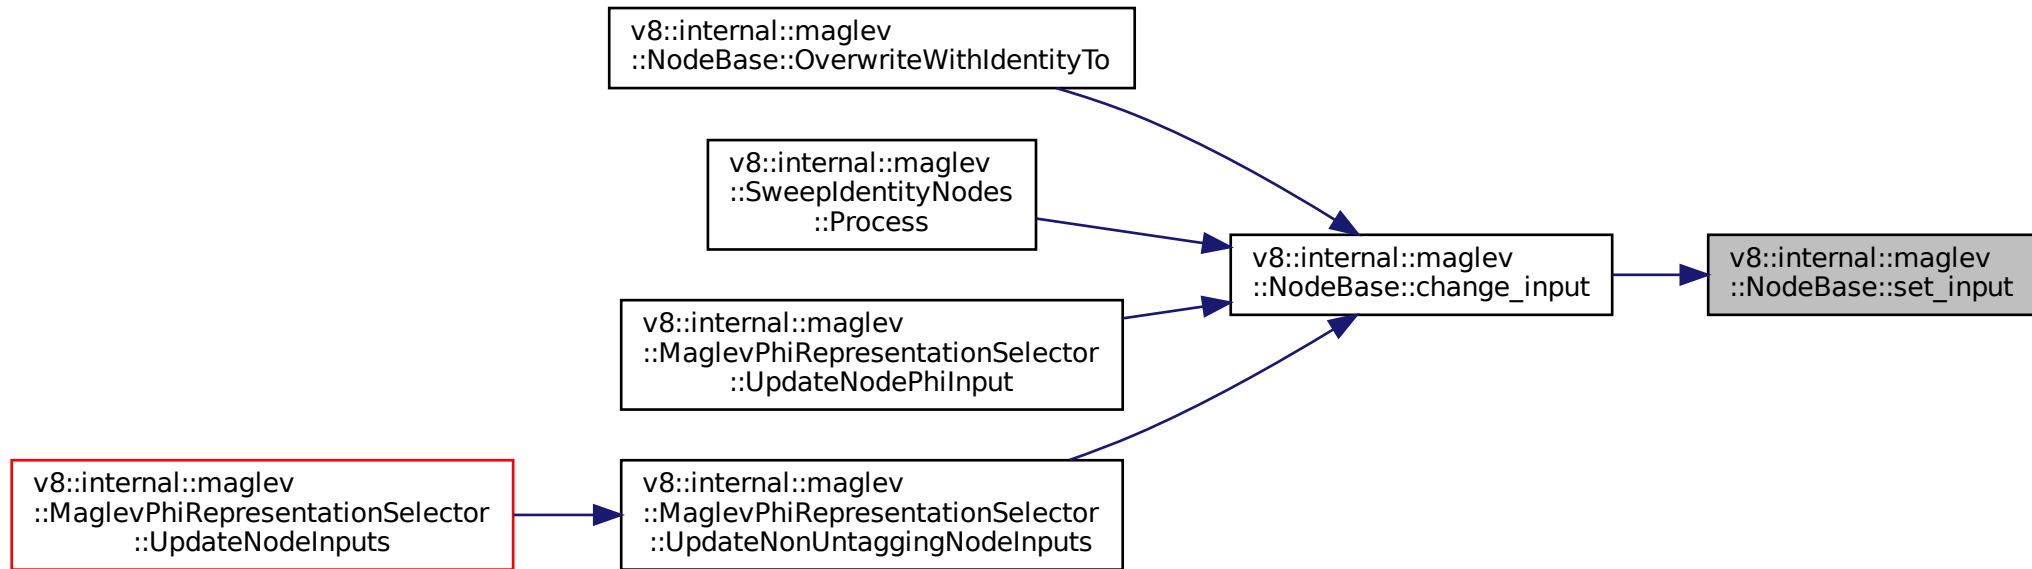 v8::internal::maglev
::NodeBase::OverwriteWithIdentityTo
v8::internal::maglev
::SweepIdentityNodes
::Process
v8::internal::maglev
::NodeBase::change_input
v8::internal::maglev
::NodeBase::set_input
v8::internal::maglev
::MaglevPhiRepresentationSelector
::UpdateNodePhiInput
v8::internal::maglev
::MaglevPhiRepresentationSelector
::UpdateNodeInputs
v8::internal::maglev
::MaglevPhiRepresentationSelector
::UpdateNonUntaggingNodeInputs